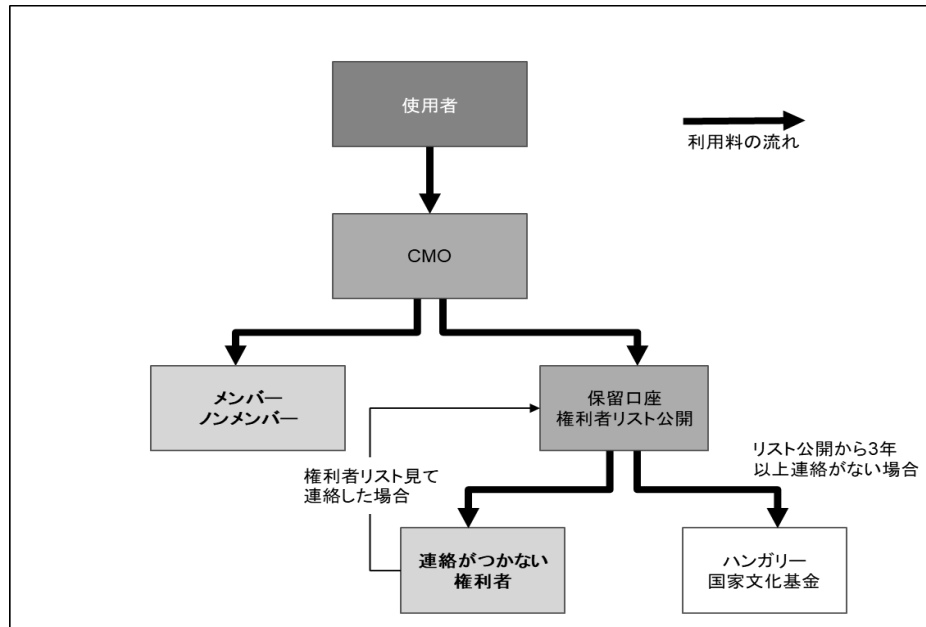 使用者
利用料の流れ
CMO
メンバー
ノンメンバー
保留口座
権利者リスト公開
リスト公開から3年
以上連絡がない場合
権利者リスト見て
連絡した場合
連絡がつかない
権利者
ハンガリー
国家文化基金